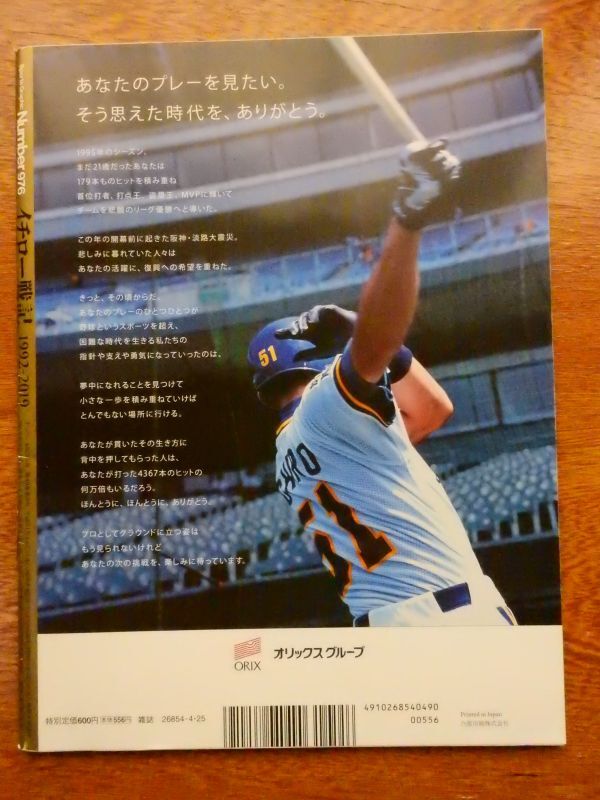 あなたのプレーを見たい。
そう思えた時代を、ありがとう。
1995年のシーズン。
まだ21歳だったあなたは
179本ものヒットを積み重ね
首位打者、打点王、盗塁王、MVPに輝いて
チームを悲願のリーグ優勝へと導いた。
この年の開幕前に起きた阪神・淡路大震災。
悲しみに暮れていた人々は
あなたの活躍に、復興への希望を重ねた。
きっと、その頃からだ。
あなたのプレーのひとつひとつが
野球というスポーツを超え、
困難な時代を生きる私たちの
指針や支えや勇気になっていったのは。
夢中になれることを見つけて
小さな一歩を積み重ねていけば
とんでもない場所に行ける。
あなたが貫いたその生き方に
背中を押してもらった人は、
あなたが打った4367本のヒットの
何万倍もいるだろう。
ほんとうに、ほんとうに、ありがとう。
プロとしてグラウンドに立つ姿は
もう見られないけれど
あなたの次の挑戦を、楽しみに待っています。
51
51
ORIX
オリックスグループ
Sports Graphic Number 976 イチロー戦記 1992-2019
特別定価600円 本体556円 雑誌 26854-4・25
4910268540490
00556
Printed in Japan
凸版印刷株式会社